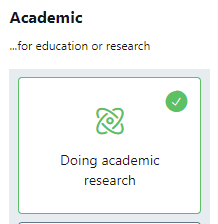 Academic
...for education or research
Doing academic
research